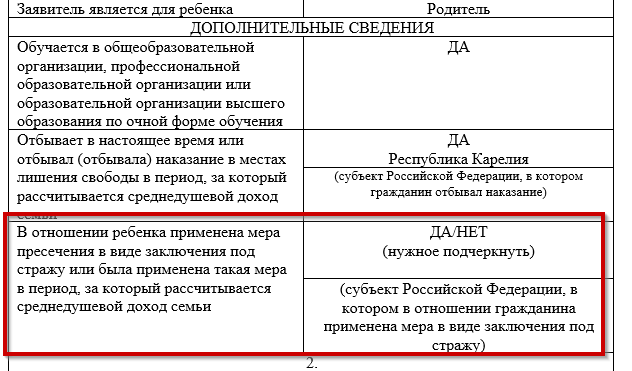 Заявитель является для ребенка
Родитель
ДОПОЛНИТЕЛЬНЫЕ СВЕДЕНИЯ
Обучается в общеобразовательной
организации, профессиональной
образовательной организации или
образовательной организации высшего
образования по очной форме обучения
ДА
Отбывает в настоящее время или
отбывал (отбывала) наказание в местах
лишения свободы в период, за который
рассчитывается среднедушевой доход
семьи
ДА
Республика Карелия
(субъект Российской Федерации, в котором
гражданин отбывал наказание)
В отношении ребенка применена мера
пресечения в виде заключения под
стражу или была применена такая мера
в период, за который рассчитывается
среднедушевой доход семьи
ДА/НЕТ
(нужное подчеркнуть)
(субъект Российской Федерации, в
котором в отношении гражданина
применена мера в виде заключения под
стражу)
2.